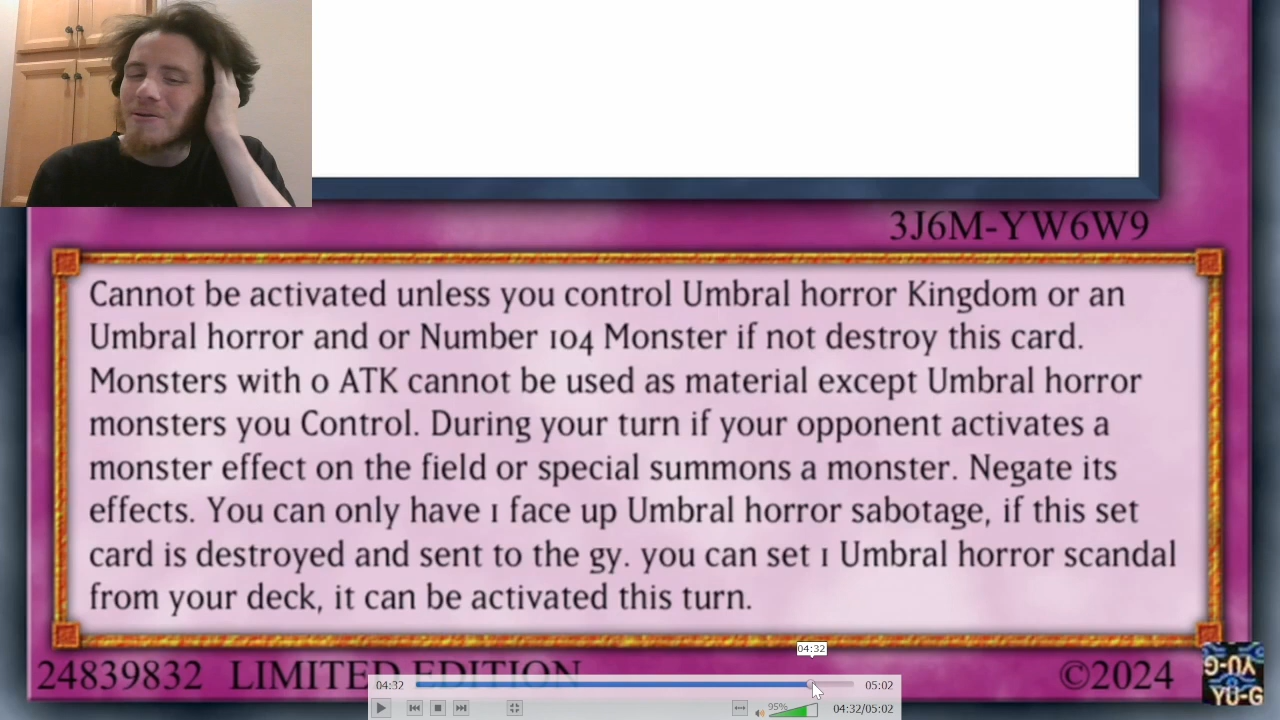 3J6M-YW6W9
Cannot be activated unless you control Umbral horror Kingdom or an
Umbral horror and or Number 104 Monster if not destroy this card.
Monsters with 0 ATK cannot be used as material except Umbral horror
monsters you Control. During your turn if your opponent activates a
monster effect on the field or special summons a monster. Negate its
effects. You can only have 1 face up Umbral horror sabotage, if this set
card is destroyed and sent to the gy. you can set 1 Umbral horror scandal
from your deck, it can be activated this turn.
24839832 LIMITED EDITION ©2024
04:32
04:32 05:02
95% 04:32/05:02